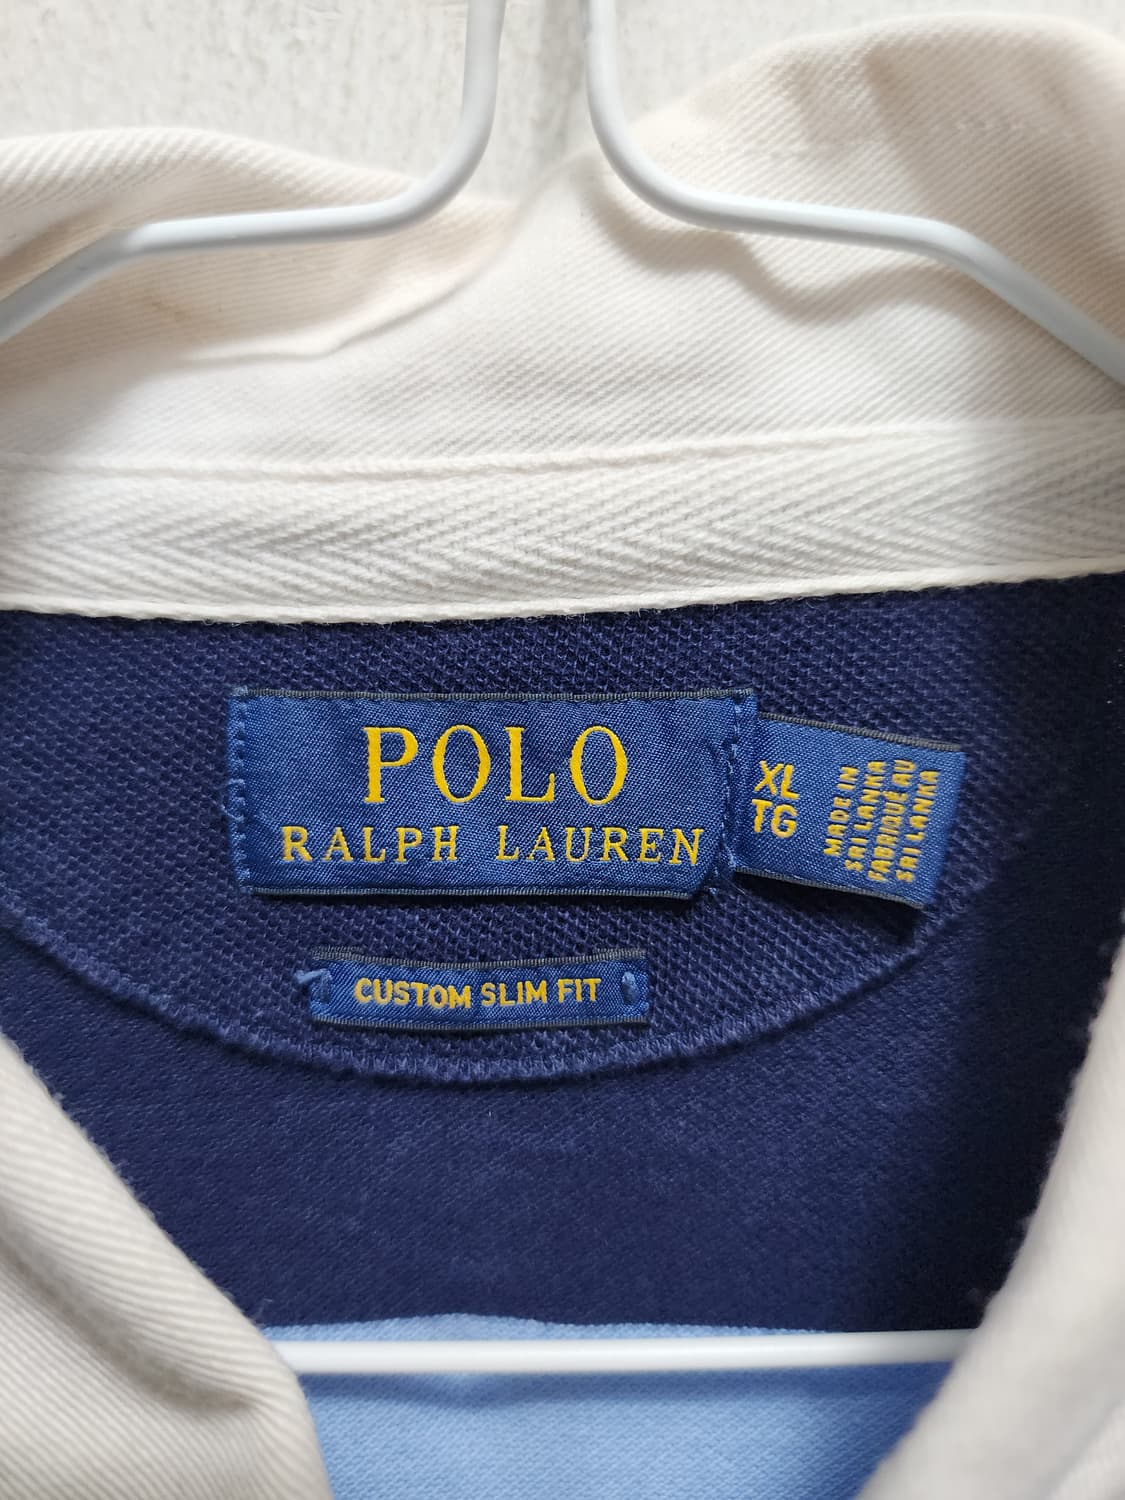 POLO
RALPH LAUREN
XL
TG
MADE IN
SRI LANKA
FABRIQUÉ AU
SRI LANKA
CUSTOM SLIM FIT